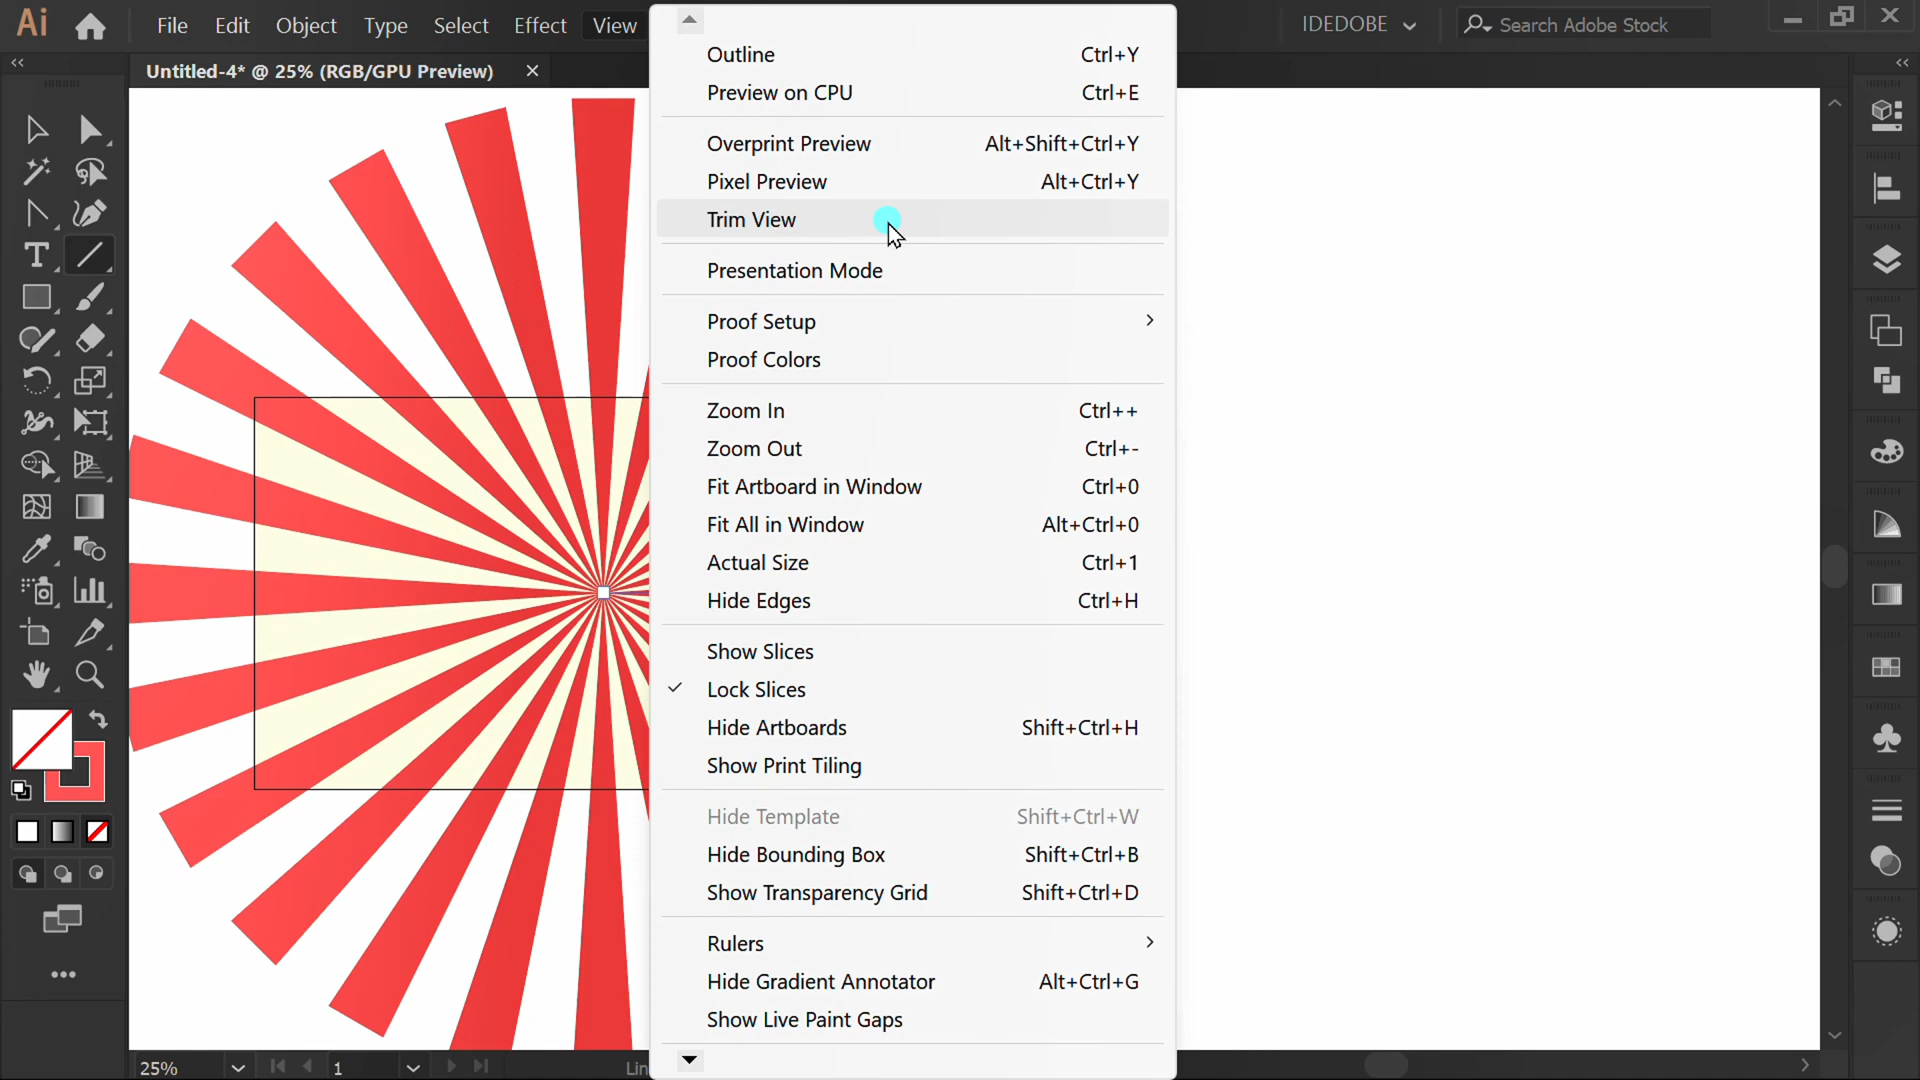 Ai File Edit Object Type Select Effect View IDEDOBE Search Adobe Stock
Untitled-4* @ 25% (RGB/GPU Preview)
Outline Ctrl+Y
Preview on CPU Ctrl+E
Overprint Preview Alt+Shift+Ctrl+Y
Pixel Preview Alt+Ctrl+Y
Trim View
Presentation Mode
Proof Setup
Proof Colors
Zoom In Ctrl++
Zoom Out Ctrl+-
Fit Artboard in Window Ctrl+0
Fit All in Window Alt+Ctrl+0
Actual Size Ctrl+1
Hide Edges Ctrl+H
Show Slices
Lock Slices
Hide Artboards Shift+Ctrl+H
Show Print Tiling
Hide Template Shift+Ctrl+W
Hide Bounding Box Shift+Ctrl+B
Show Transparency Grid Shift+Ctrl+D
Rulers
Hide Gradient Annotator Alt+Ctrl+G
Show Live Paint Gaps
25% 1 Lin